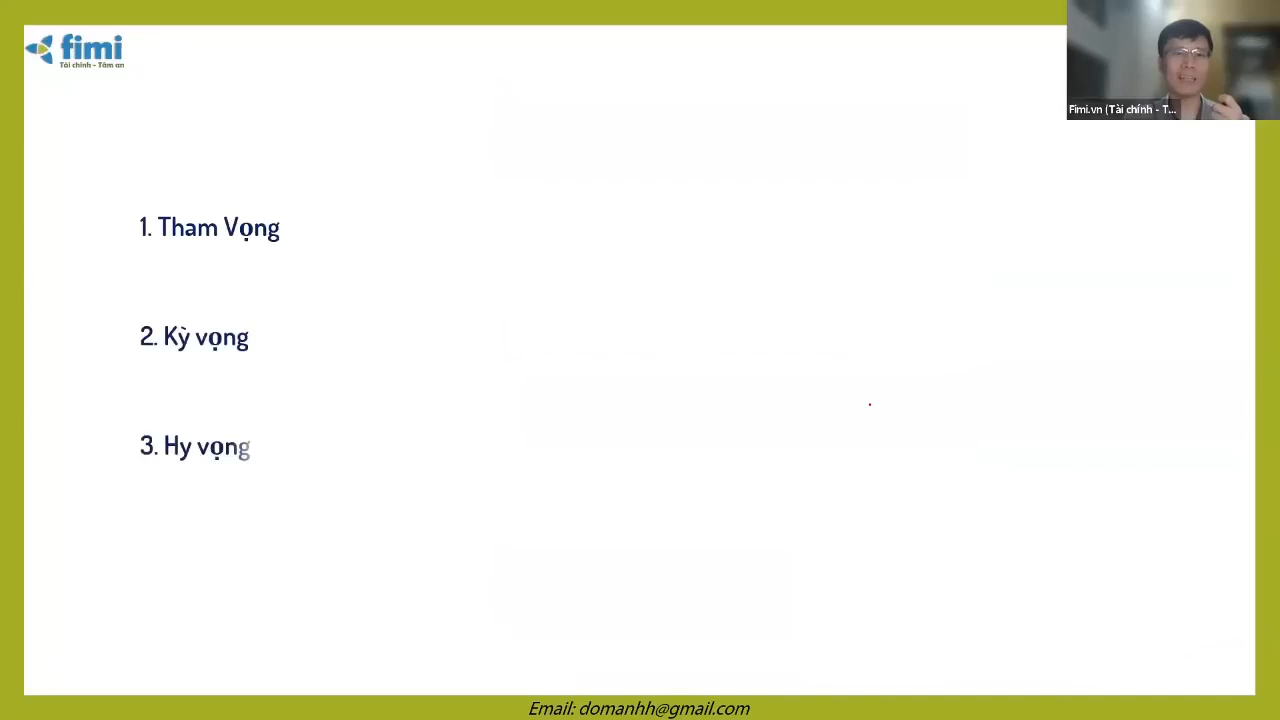 fimi
Tài chính - Tâm an
Fimi.vn (Tài chính - T...
1. Tham Vọng
2. Kỳ vọng
3. Hy vọng
Email: domanhh@gmail.com